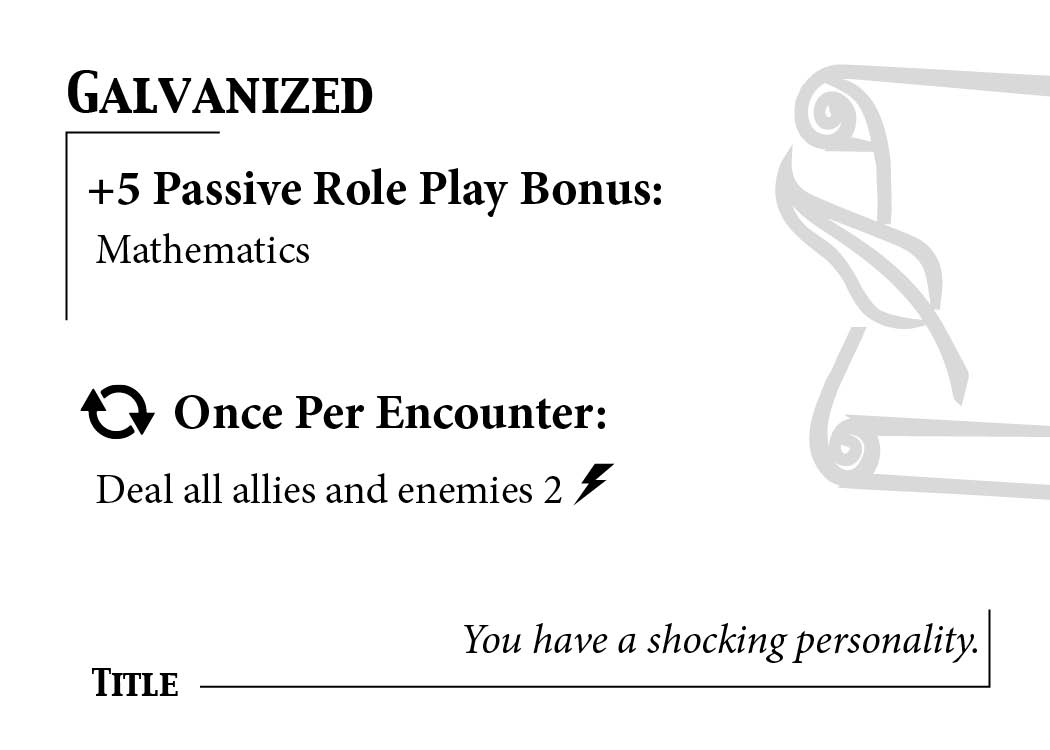 GALVANIZED
+5 Passive Role Play Bonus:
Mathematics
Once Per Encounter:
Deal all allies and enemies 2
You have a shocking personality.
TITLE